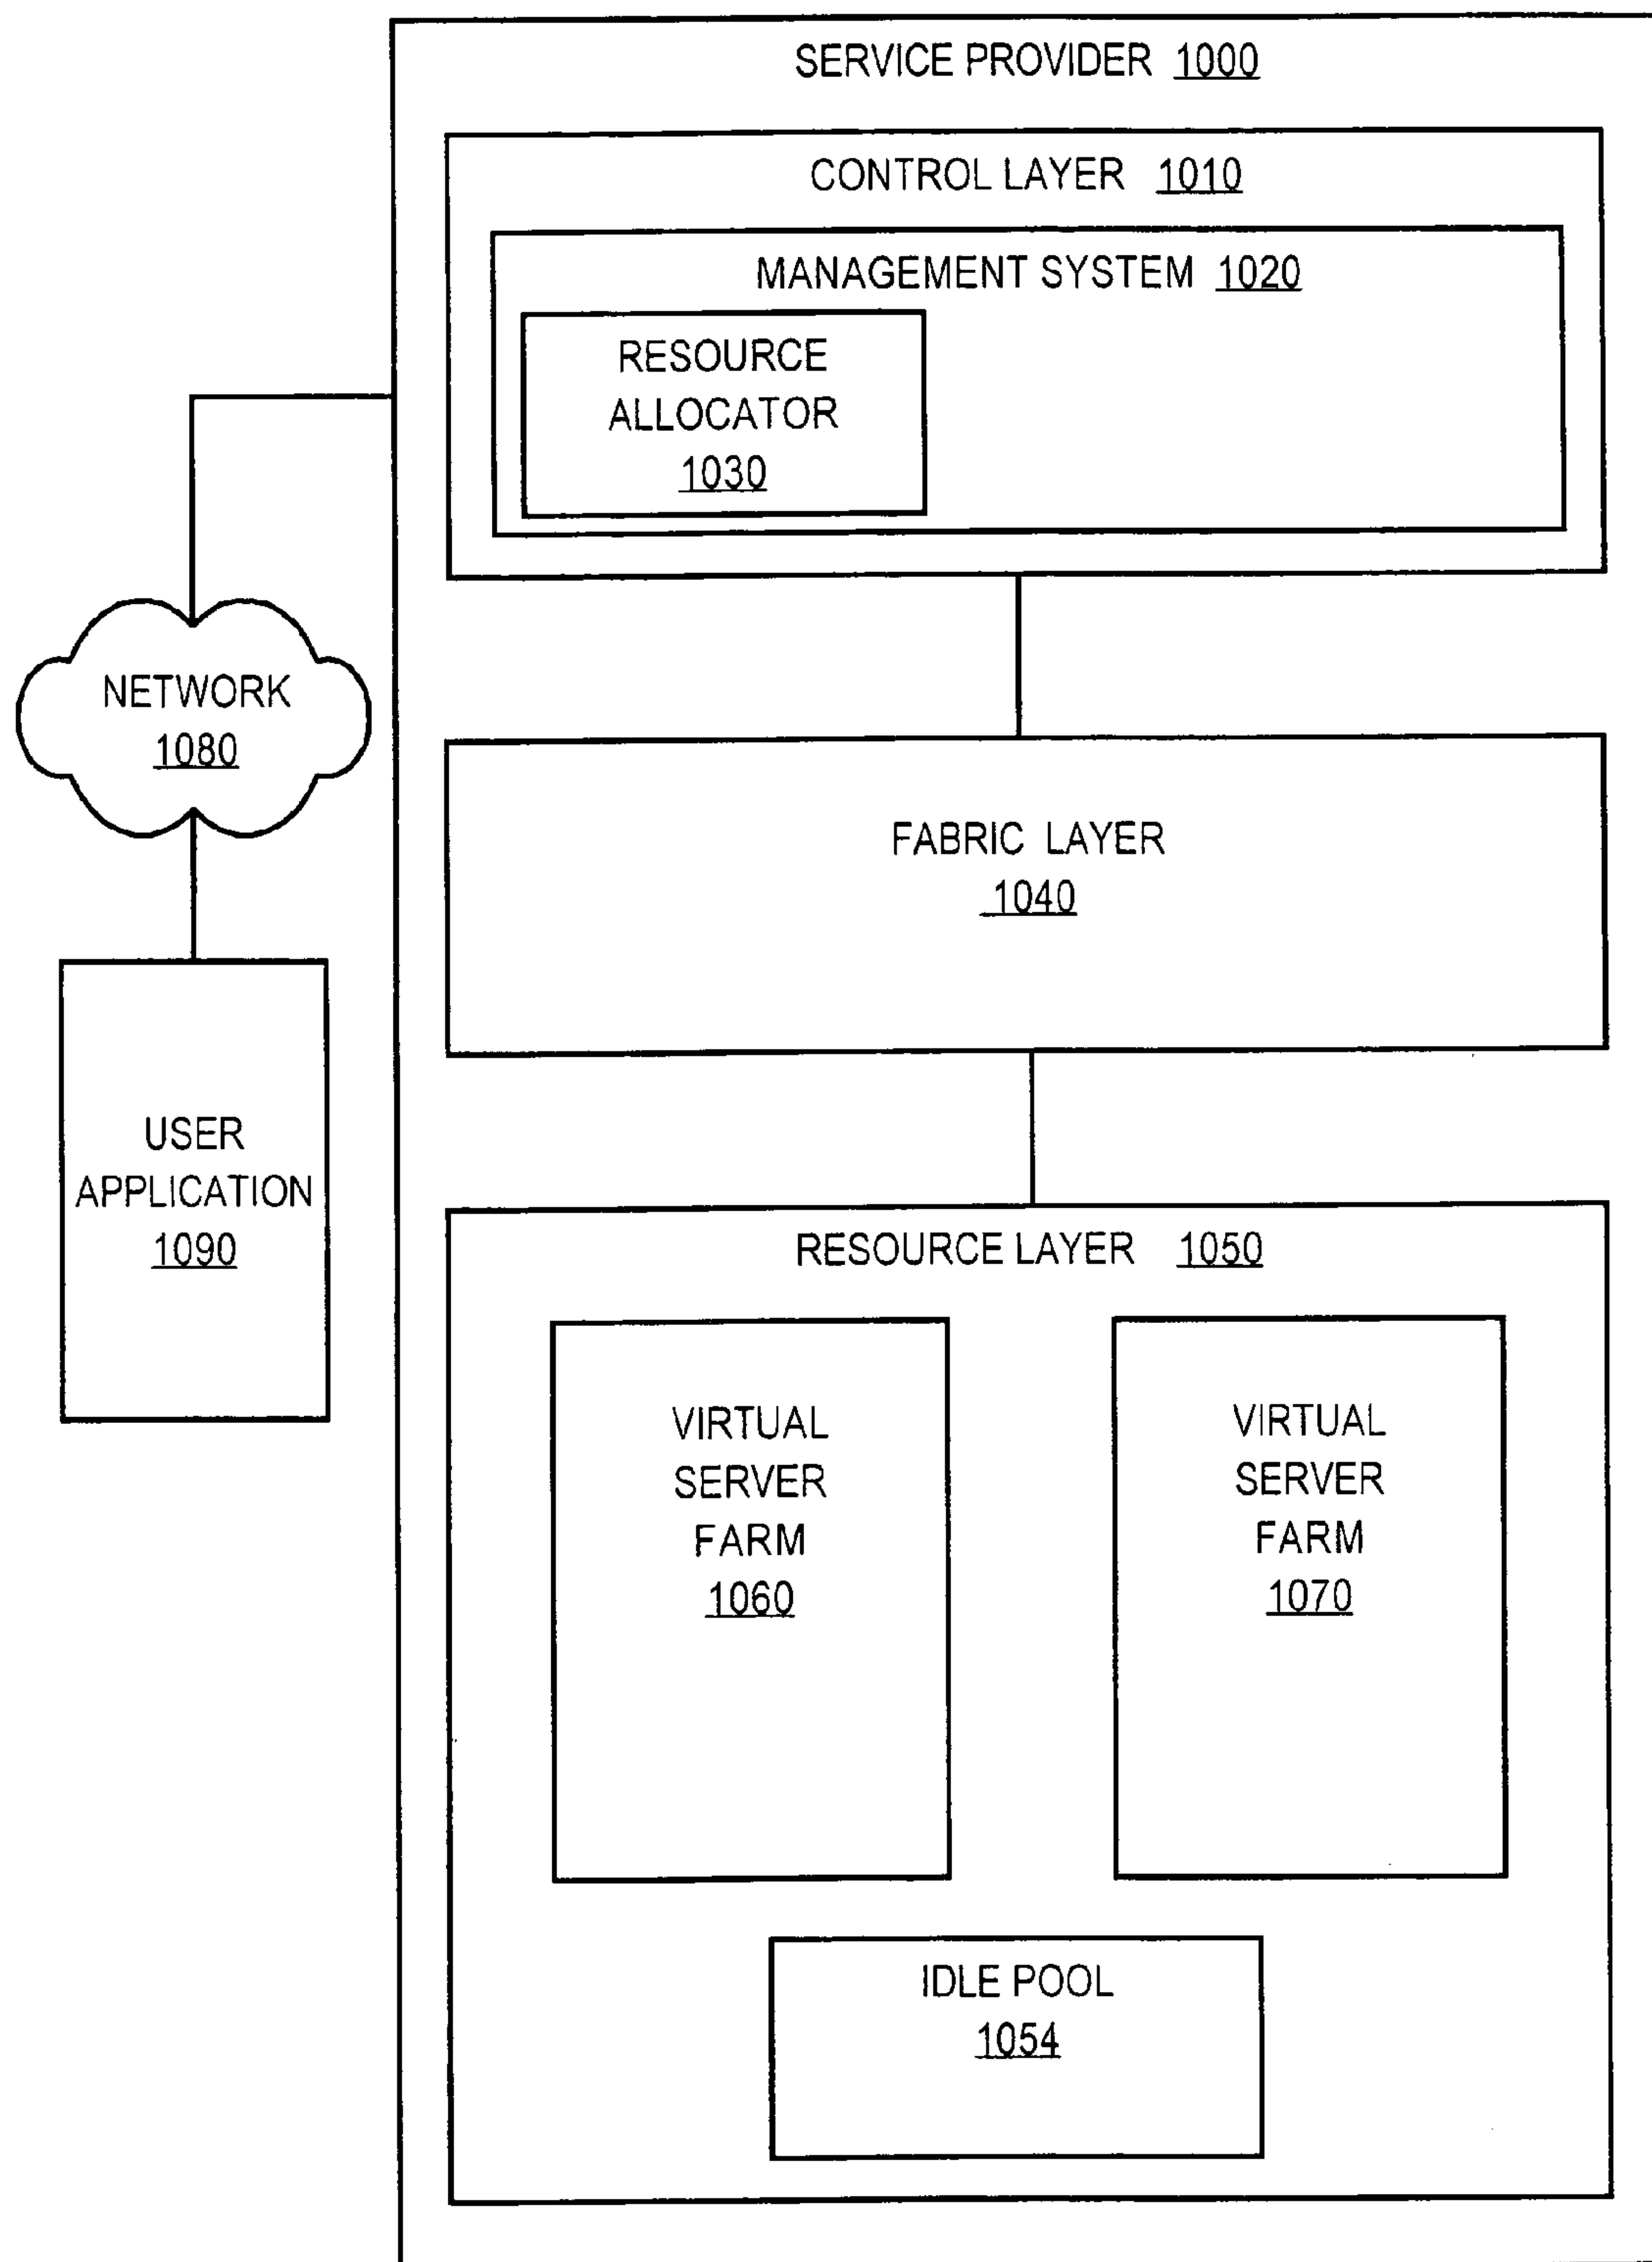 SERVICE PROVIDER 1000
CONTROL LAYER 1010
MANAGEMENT SYSTEM 1020
RESOURCE
ALLOCATOR
1030
NETWORK
1080
FABRIC LAYER
1040
USER
APPLICATION
1090
RESOURCE LAYER 1050
VIRTUAL
SERVER
FARM
1060
VIRTUAL
SERVER
FARM
1070
IDLE POOL
1054